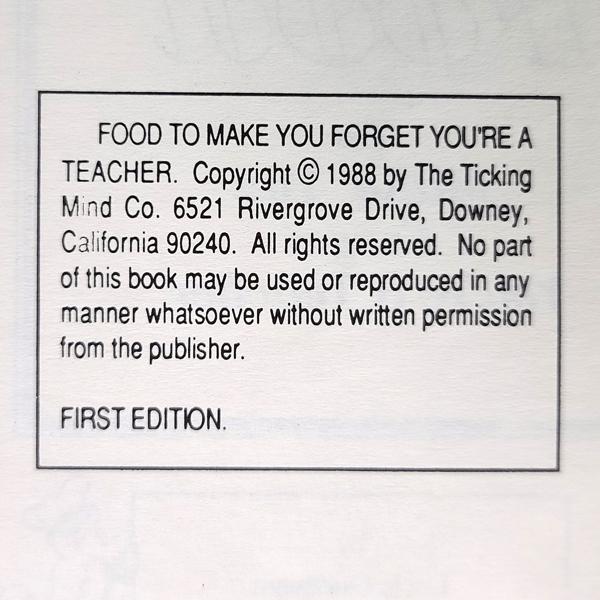 FOOD TO MAKE YOU FORGET YOU'RE A
TEACHER. Copyright © 1988 by The Ticking
Mind Co. 6521 Rivergrove Drive, Downey,
California 90240. All rights reserved. No part
of this book may be used or reproduced in any
manner whatsoever without written permission
from the publisher.
FIRST EDITION.